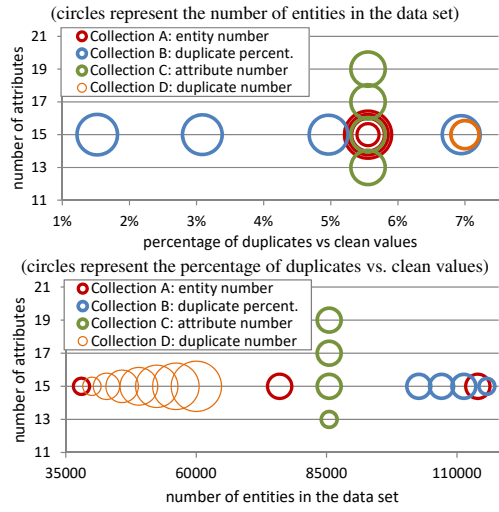 (circles represent the number of entities in the data set)
21
Collection A: entity number
19
Collection B: duplicate percent.
Collection C: attribute number
17
Collection D: duplicate number
15
13
11
number of attributes
1% 2% 3% 4% 5% 6% 7%
percentage of duplicates vs clean values
(circles represent the percentage of duplicates vs. clean values)
21
Collection A: entity number
19
Collection B: duplicate percent.
Collection C: attribute number
17
Collection D: duplicate number
15
13
11
number of attributes
35000 60000 85000 110000
number of entities in the data set